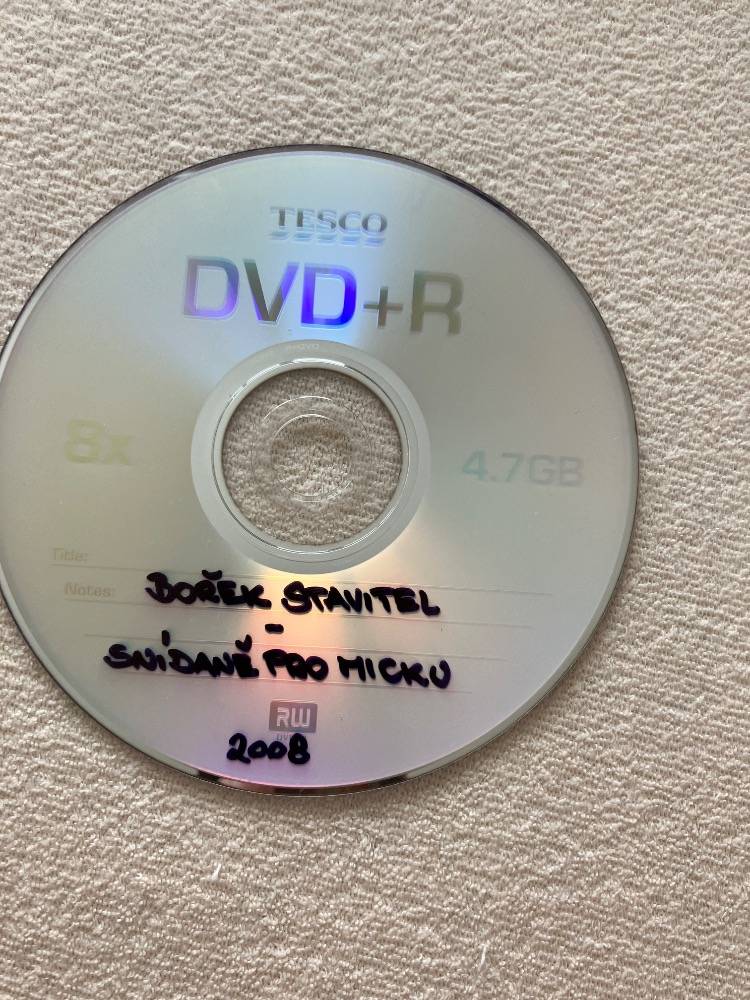 TESCO
DVD+R
8x
4.7GB
Title:
Notes:
BOŘEK STAVITEL
-
SNÍDANĚ PRO MICKU
RW
2008